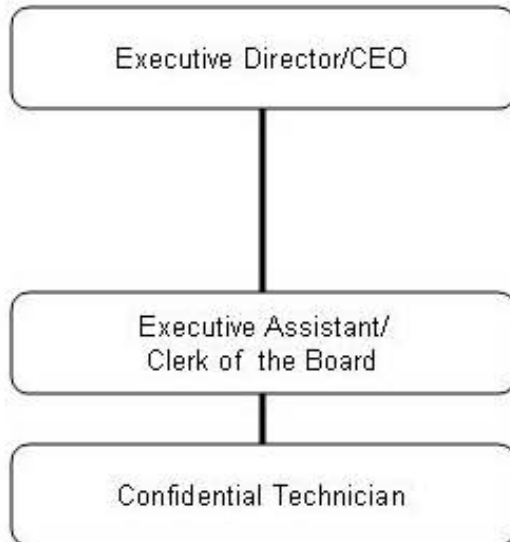 Executive Director/CEO
Executive Assistant/
Clerk of the Board
Confidential Technician